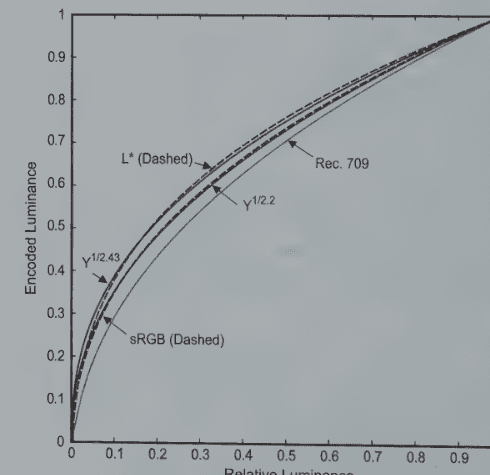 1
0.9
0.8
0.7
0.6
0.5
0.4
0.3
0.2
0.1
0
L* (Dashed)
Rec. 709
Y1/2.2
Y1/2.43
sRGB (Dashed)
Encoded Luminance
0 0.1 0.2 0.3 0.4 0.5 0.6 0.7 0.8 0.9
Relative Luminance